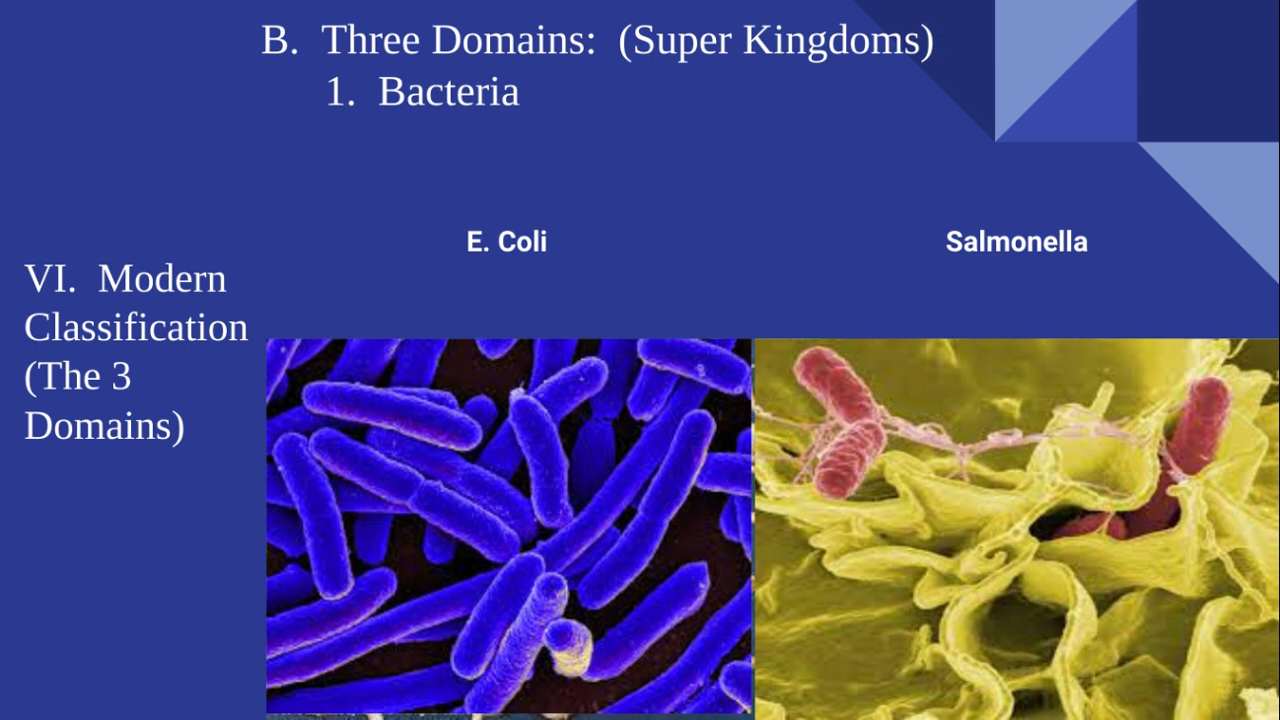 B. Three Domains: (Super Kingdoms)
1. Bacteria
E. Coli
Salmonella
VI. Modern
Classification
(The 3
Domains)